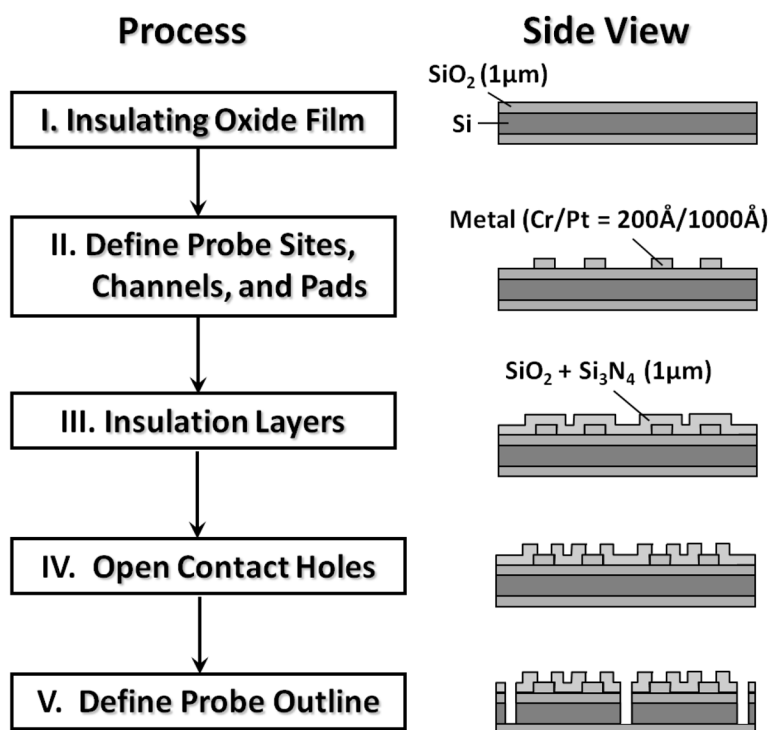 Process
Side View
SiO₂ (1μm)
I. Insulating Oxide Film
Si
II. Define Probe Sites,
Channels, and Pads
Metal (Cr/Pt = 200Å/1000Å)
SiO₂ + Si₃N₄ (1μm)
III. Insulation Layers
IV. Open Contact Holes
V. Define Probe Outline